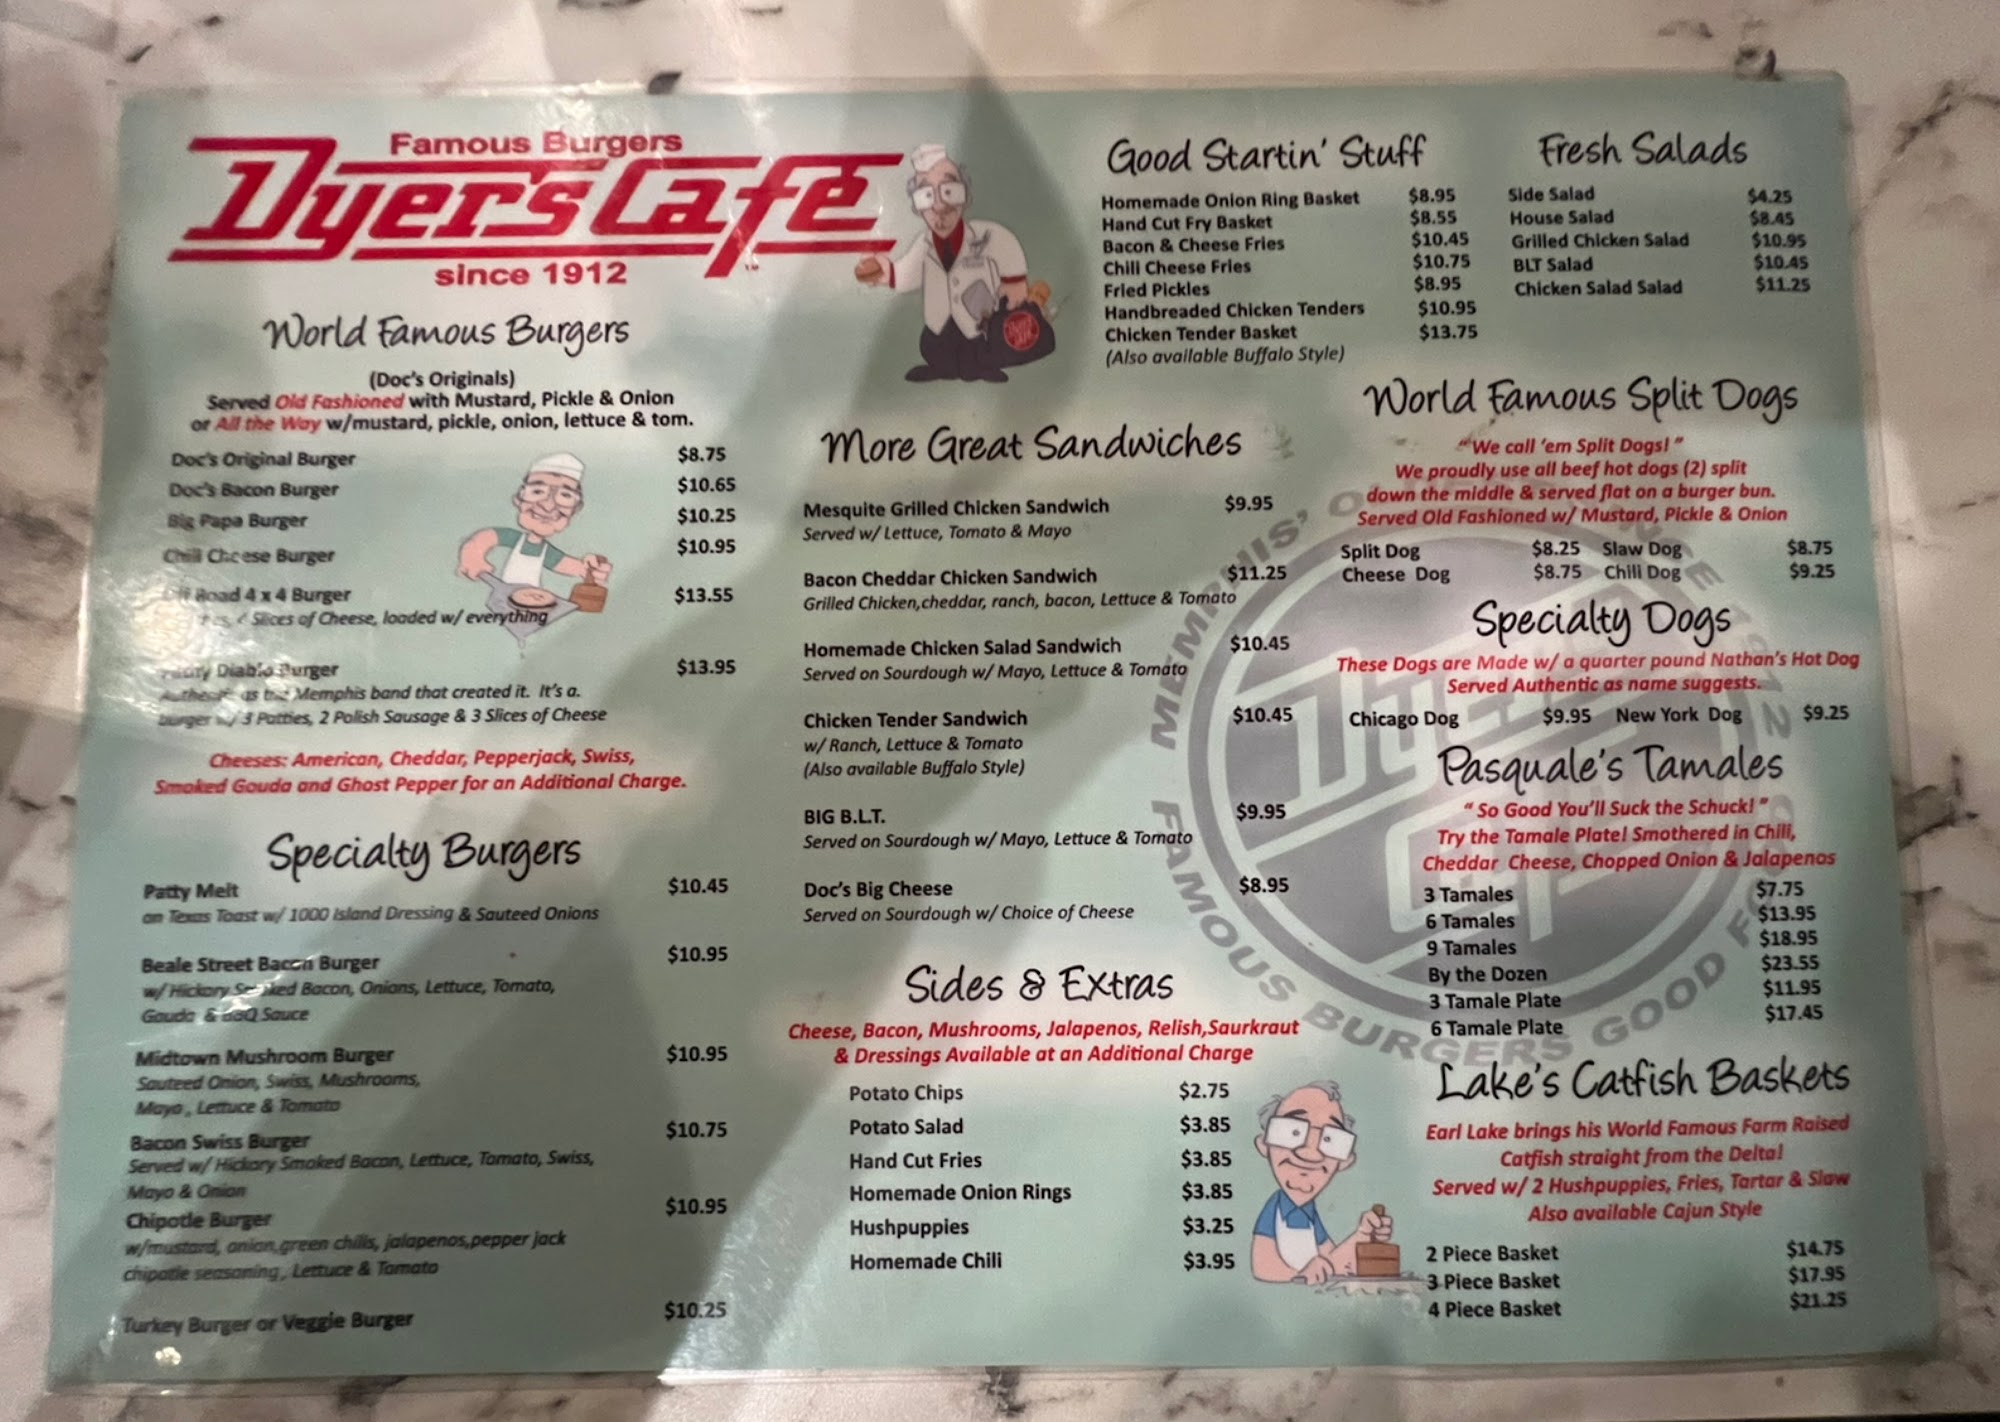 Famous Burgers
Dyer's Café
since 1912
World Famous Burgers
(Doc's Originals)
Served Old Fashioned with Mustard, Pickle & Onion
or All the Way w/mustard, pickle, onion, lettuce & tom.
Doc's Original Burger $8.75
Doc's Bacon Burger $10.65
Big Papa Burger $10.25
Chili Cheese Burger $10.95
Road 4 x 4 Burger $13.55
Slices of Cheese, loaded w/ everything
Diablo Burger $13.95
as the Memphis band that created it. It's a.
burger w/ 3 Patties, 2 Polish Sausage & 3 Slices of Cheese
Cheeses: American, Cheddar, Pepperjack, Swiss,
Smoked Gouda and Ghost Pepper for an Additional Charge.
Specialty Burgers
Patty Melt $10.45
on Texas Toast w/ 1000 Island Dressing & Sauteed Onions
Beale Street Bacon Burger $10.95
w/ Hickory Smoked Bacon, Onions, Lettuce, Tomato,
Gouda & BBQ Sauce
Midtown Mushroom Burger $10.95
Sauteed Onion, Swiss, Mushrooms,
Mayo, Lettuce & Tomato
Bacon Swiss Burger $10.75
Served w/ Hickory Smoked Bacon, Lettuce, Tomato, Swiss,
Mayo & Onion
Chipotle Burger $10.95
w/mustard, onion,green chilis, jalapenos,pepper jack
chipotle seasoning, Lettuce & Tomato
Turkey Burger or Veggie Burger $10.25
More Great Sandwiches
Mesquite Grilled Chicken Sandwich $9.95
Served w/ Lettuce, Tomato & Mayo
Bacon Cheddar Chicken Sandwich $11.25
Grilled Chicken,cheddar, ranch, bacon, Lettuce & Tomato
Homemade Chicken Salad Sandwich $10.45
Served on Sourdough w/ Mayo, Lettuce & Tomato
Chicken Tender Sandwich $10.45
w/ Ranch, Lettuce & Tomato
(Also available Buffalo Style)
BIG B.L.T. $9.95
Served on Sourdough w/ Mayo, Lettuce & Tomato
Doc's Big Cheese $8.95
Served on Sourdough w/ Choice of Cheese
Sides & Extras
Cheese, Bacon, Mushrooms, Jalapenos, Relish,Saurkraut
& Dressings Available at an Additional Charge
Potato Chips $2.75
Potato Salad $3.85
Hand Cut Fries $3.85
Homemade Onion Rings $3.85
Hushpuppies $3.25
Homemade Chili $3.95
Good Startin' Stuff
Homemade Onion Ring Basket $8.95
Hand Cut Fry Basket $8.55
Bacon & Cheese Fries $10.45
Chili Cheese Fries $10.75
Fried Pickles $8.95
Handbreaded Chicken Tenders $10.95
Chicken Tender Basket $13.75
(Also available Buffalo Style)
Fresh Salads
Side Salad $4.25
House Salad $8.45
Grilled Chicken Salad $10.95
BLT Salad $10.45
Chicken Salad Salad $11.25
World Famous Split Dogs
"We call 'em Split Dogs!"
We proudly use all beef hot dogs (2) split
down the middle & served flat on a burger bun.
Served Old Fashioned w/ Mustard, Pickle & Onion
Split Dog $8.25 Slaw Dog $8.75
Cheese Dog $8.75 Chili Dog $9.25
Specialty Dogs
These Dogs are Made w/ a quarter pound Nathan's Hot Dog
Served Authentic as name suggests.
Chicago Dog $9.95 New York Dog $9.25
Pasquale's Tamales
"So Good You'll Suck the Schuck!"
Try the Tamale Plate! Smothered in Chili,
Cheddar Cheese, Chopped Onion & Jalapenos
3 Tamales $7.75
6 Tamales $13.95
9 Tamales $18.95
By the Dozen $23.55
3 Tamale Plate $11.95
6 Tamale Plate $17.45
Lake's Catfish Baskets
Earl Lake brings his World Famous Farm Raised
Catfish straight from the Delta!
Served w/ 2 Hushpuppies, Fries, Tartar & Slaw
Also available Cajun Style
2 Piece Basket $14.75
3 Piece Basket $17.95
4 Piece Basket $21.25
MEMPHIS'
FAMOUS BURGERS GOOD